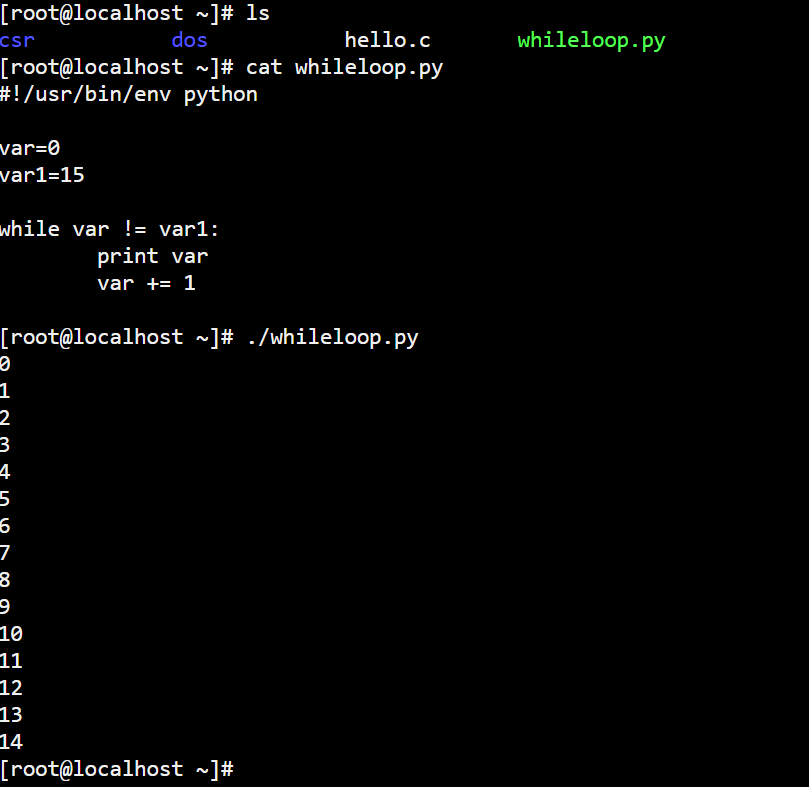 [root@localhost ~]# ls
csr           dos           hello.c       whileloop.py
[root@localhost ~]# cat whileloop.py
#!/usr/bin/env python

var=0
var1=15

while var != var1:
        print var
        var += 1

[root@localhost ~]# ./whileloop.py
0
1
2
3
4
5
6
7
8
9
10
11
12
13
14
[root@localhost ~]#